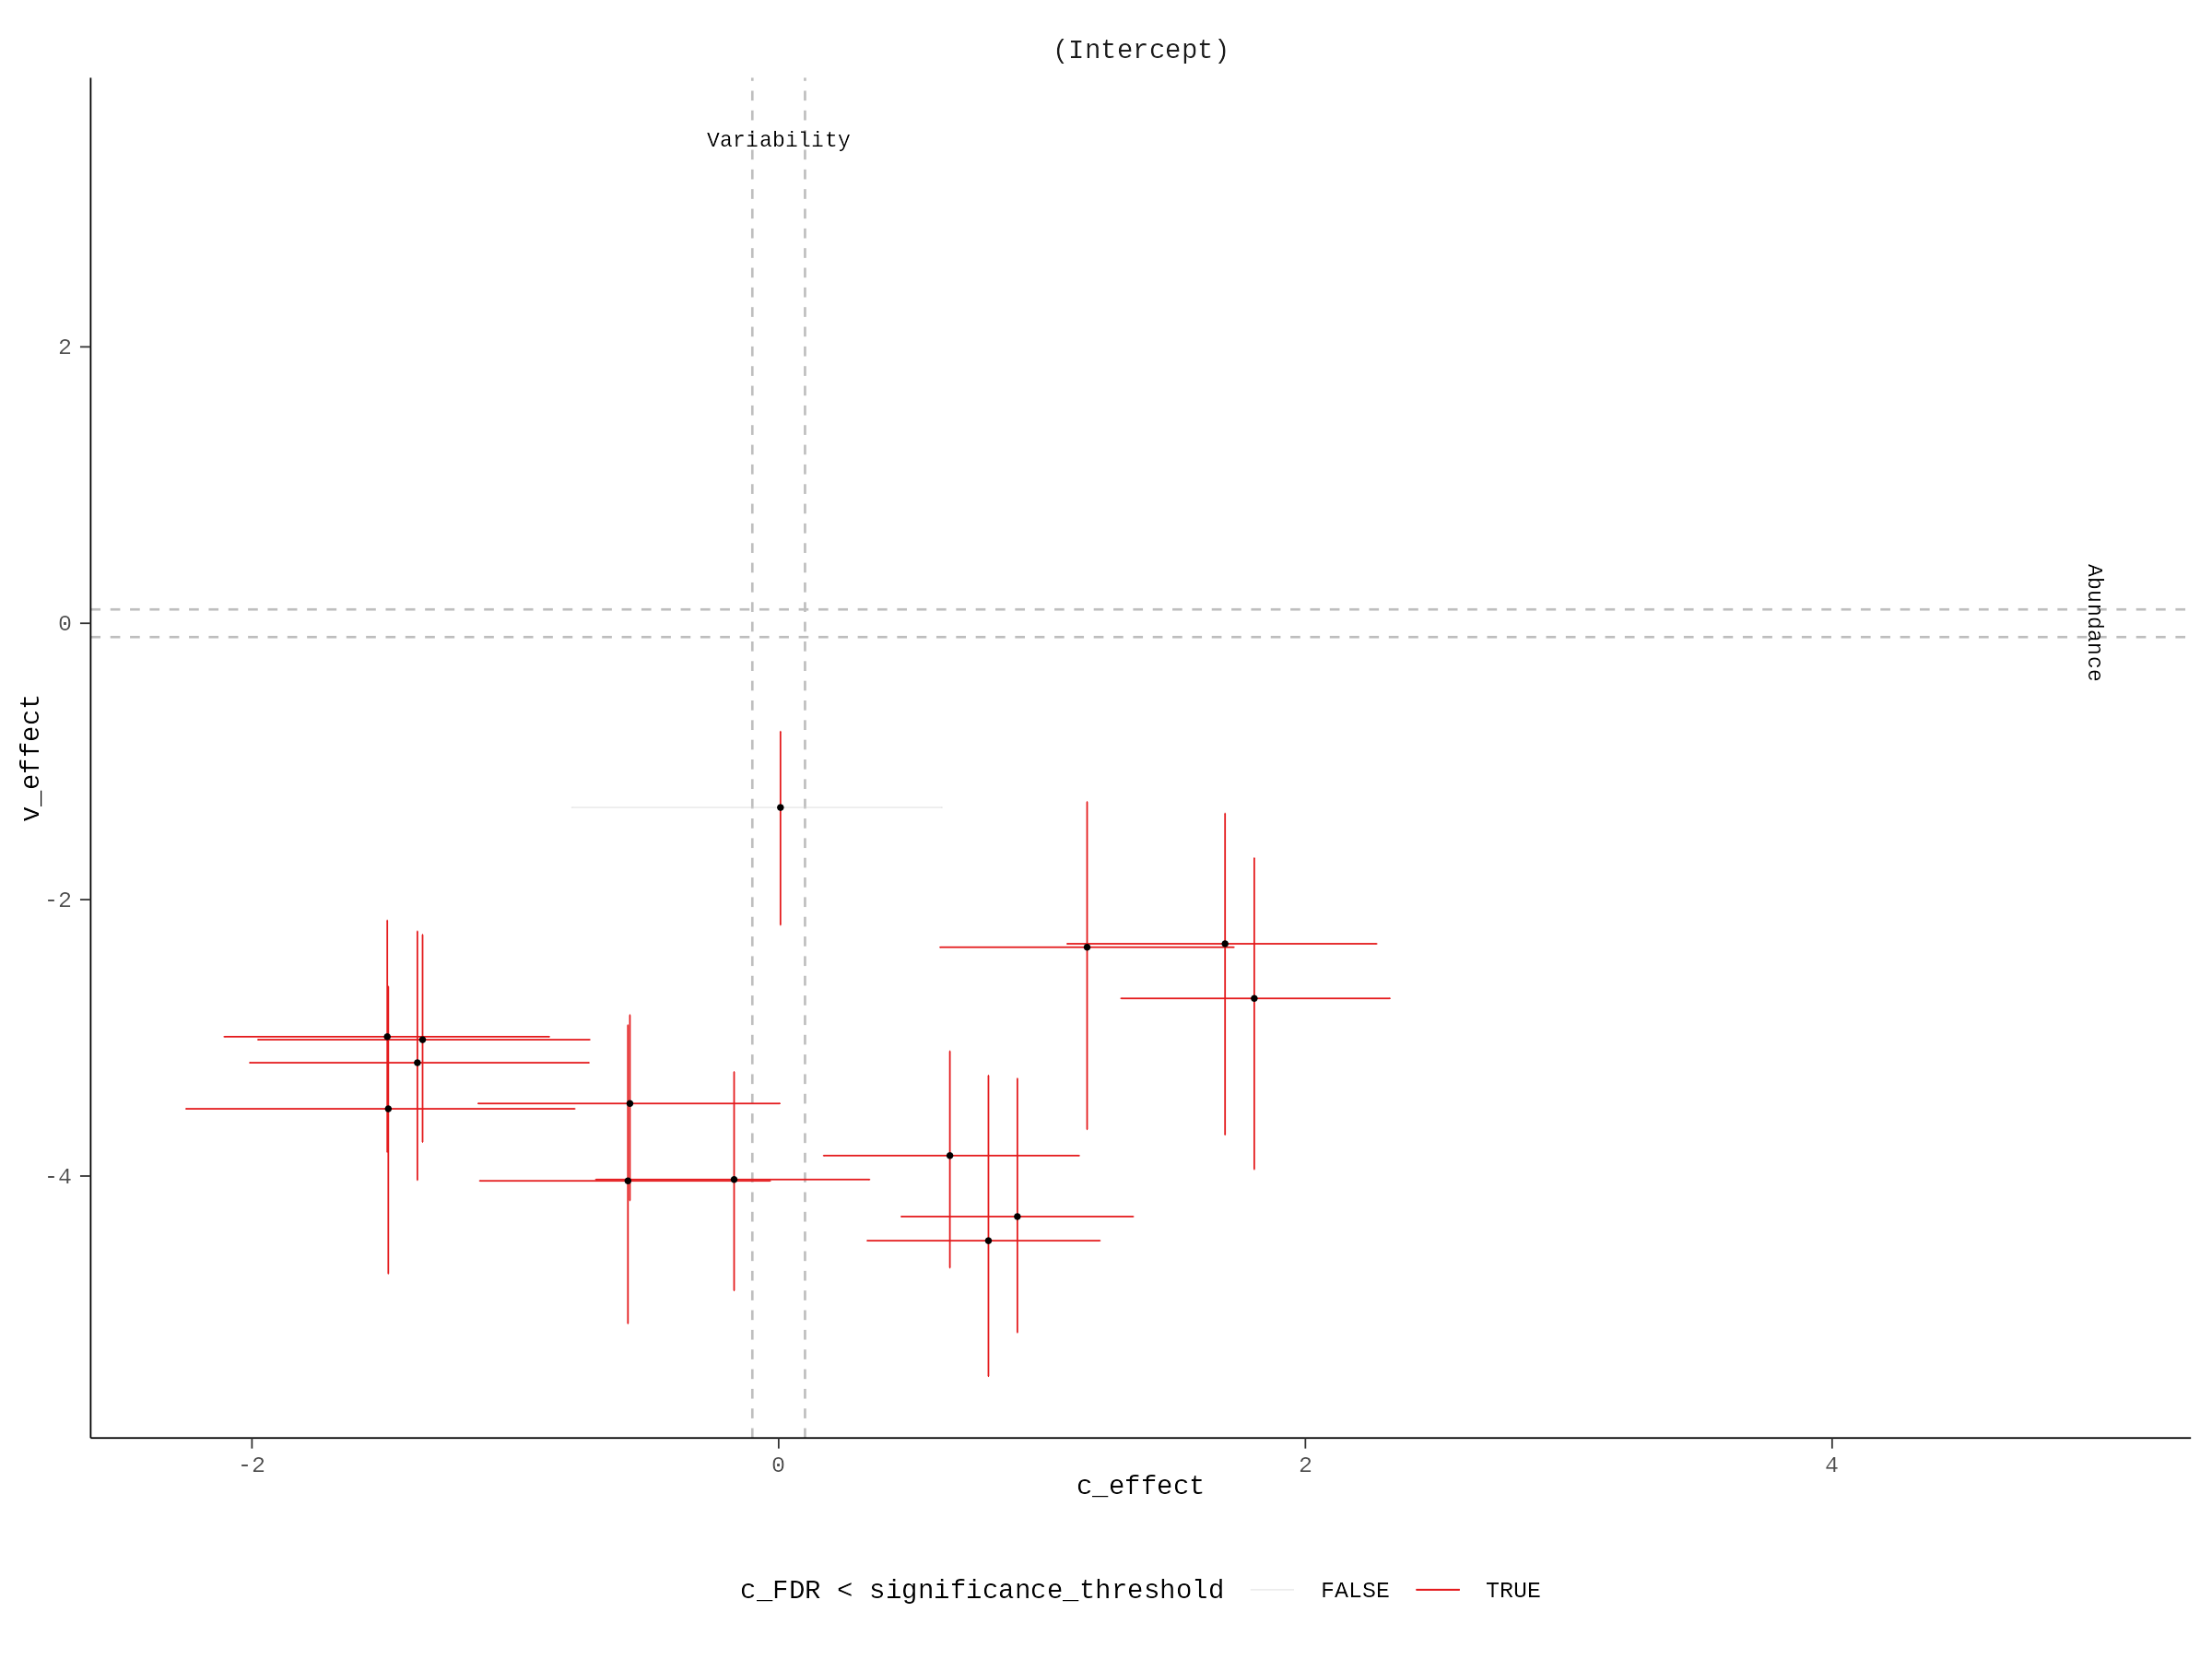 (Intercept)
Variability
Abundance
2
0
-2
-4
v_effect
-2 0 2 4
c_effect
c_FDR < significance_threshold FALSE TRUE